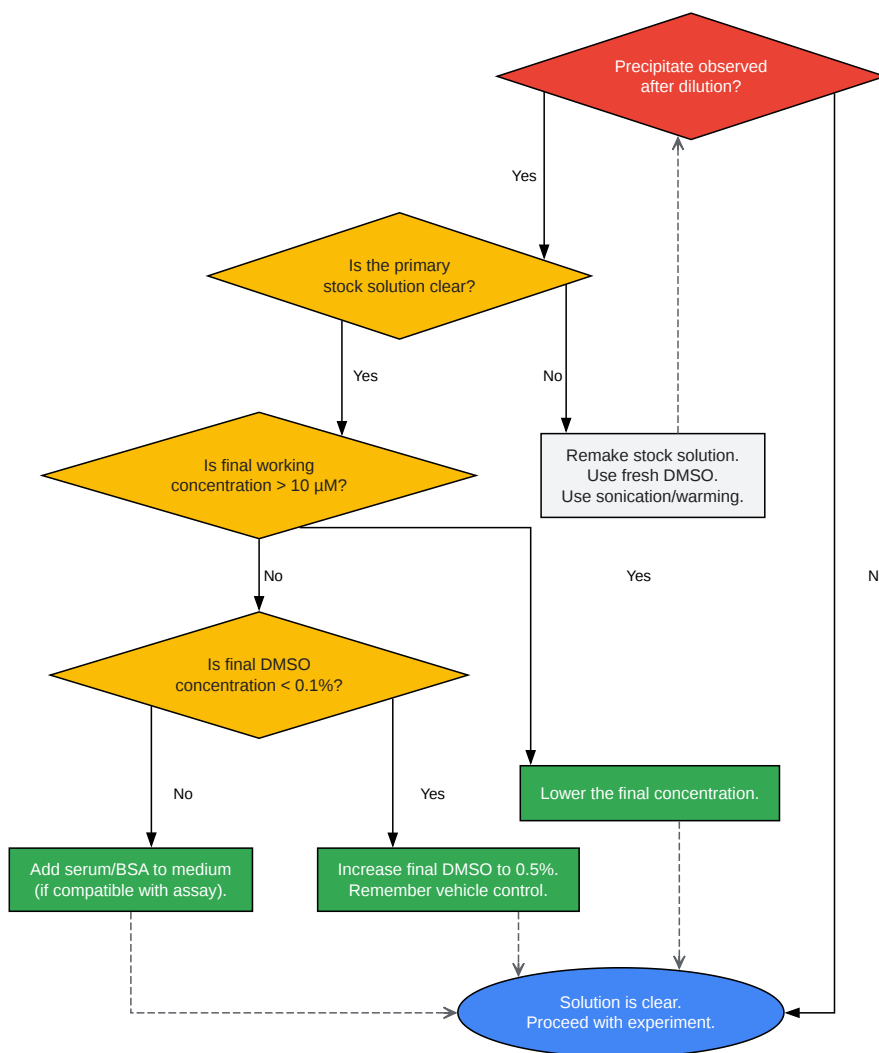 Precipitate observed
after dilution?
Yes
Is the primary
stock solution clear?
Yes
No
Is final working
concentration > 10 µM?
Remake stock solution.
Use fresh DMSO.
Use sonication/warming.
No
Yes
N
Is final DMSO
concentration < 0.1%?
No
Yes
Lower the final concentration.
Add serum/BSA to medium
(if compatible with assay).
Increase final DMSO to 0.5%.
Remember vehicle control.
Solution is clear.
Proceed with experiment.